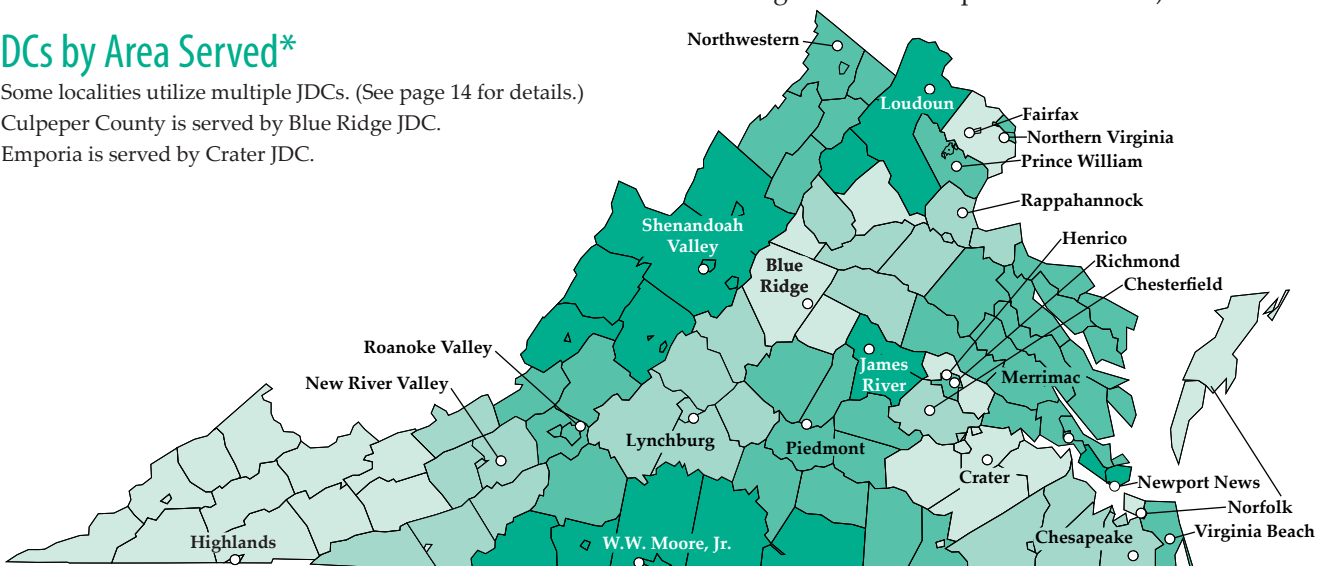 DCs by Area Served*
Some localities utilize multiple JDCs. (See page 14 for details.)
Culpeper County is served by Blue Ridge JDC.
Emporia is served by Crater JDC.
Northwestern
Loudoun
Fairfax
Northern Virginia
Prince William
Rappahannock
Shenandoah
Valley
Henrico
Richmond
Chesterfield
Blue
Ridge
Roanoke Valley
New River Valley
James
River
Merrimac
Lynchburg
Piedmont
Crater
Newport News
Norfolk
Virginia Beach
Chesapeake
Highlands
W.W. Moore, Jr.